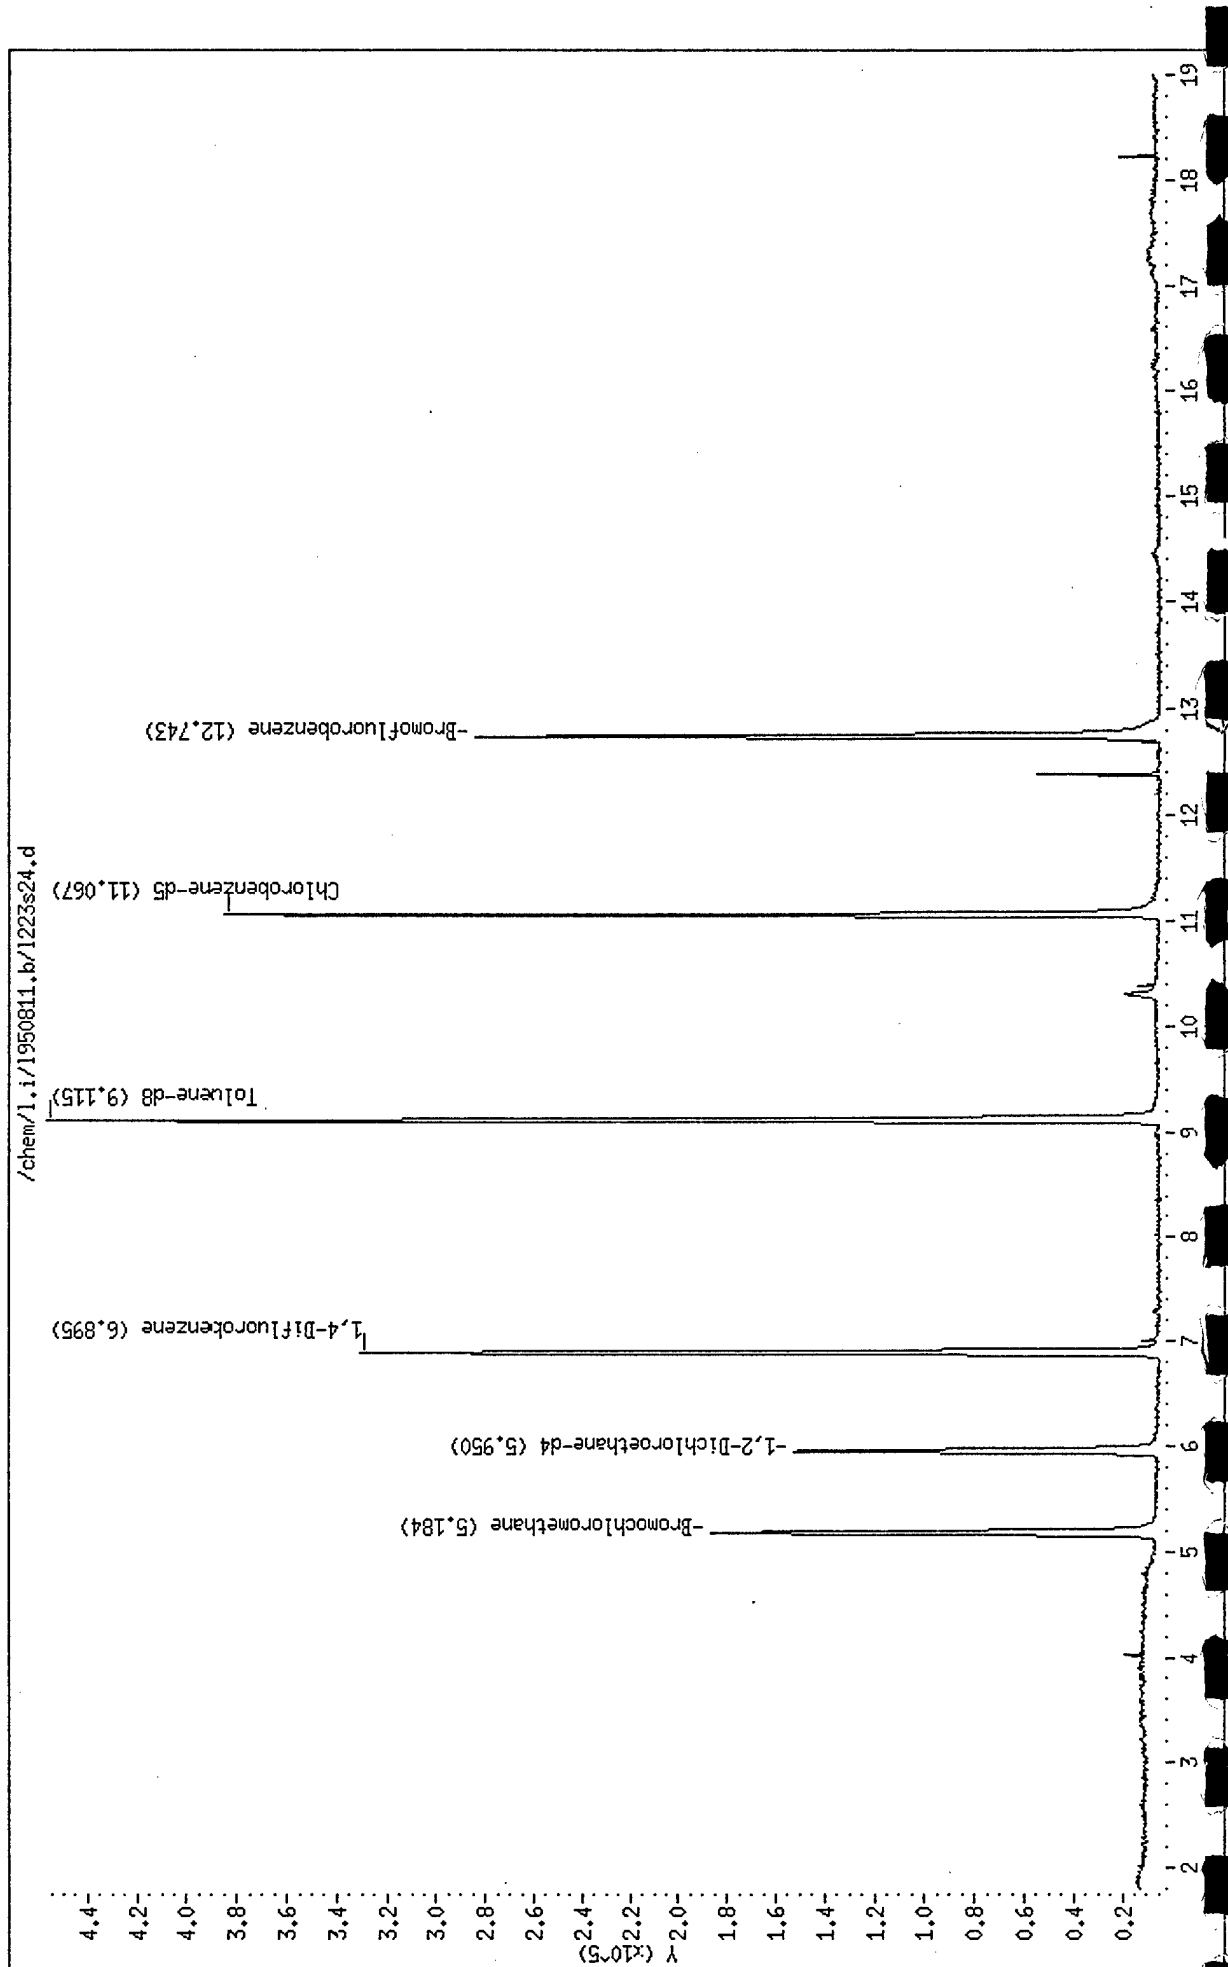 /chem/l.i/1950811.b/1223s24.d
Toluene-d8 (9.115)
Chlorobenzene-d5 (11.067)
-Bromofluorobenzene (12.743)
1,4-Difluorobenzene (6.895)
-1,2-Dichloroethane-d4 (5.950)
-Bromochloromethane (5.184)
Y (x10^5)
4.4
4.2
4.0
3.8
3.6
3.4
3.2
3.0
2.8
2.6
2.4
2.2
2.0
1.8
1.6
1.4
1.2
1.0
0.8
0.6
0.4
0.2
2 3 4 5 6 7 8 9 10 11 12 13 14 15 16 17 18 19